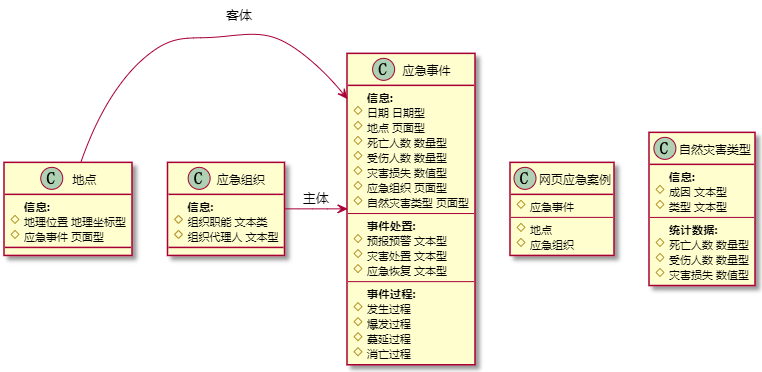 客体
C 地点
信息:
地理位置 地理坐标型
应急事件 页面型
C 应急组织
信息:
组织职能 文本类
组织代理人 文本型
主体
C 应急事件
信息:
日期 日期型
地点 页面型
死亡人数 数量型
受伤人数 数量型
灾害损失 数值型
应急组织 页面型
自然灾害类型 页面型
事件处置:
预报预警 文本型
灾害处置 文本型
应急恢复 文本型
事件过程:
发生过程
爆发过程
蔓延过程
消亡过程
C 网页应急案例
应急事件
地点
应急组织
C 自然灾害类型
信息:
成因 文本型
类型 文本型
统计数据:
死亡人数 数量型
受伤人数 数量型
灾害损失 数值型